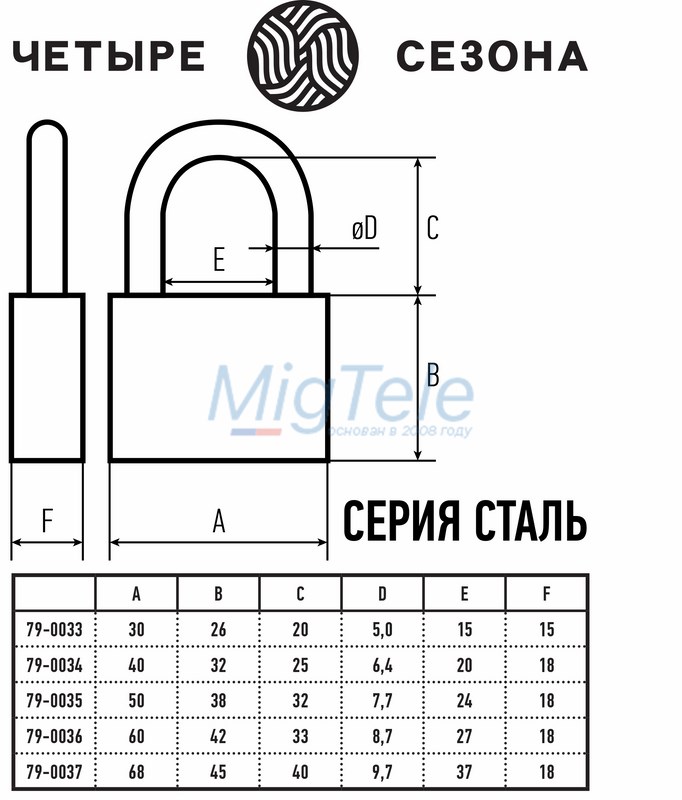 ЧЕТЫРЕ СЕЗОНА
øD
C
E
B
MigTele
основан в 2008 году
F
A
СЕРИЯ СТАЛЬ
A B C D E F
79-0033 30 26 20 5,0 15 15
79-0034 40 32 25 6,4 20 18
79-0035 50 38 32 7,7 24 18
79-0036 60 42 33 8,7 27 18
79-0037 68 45 40 9,7 37 18